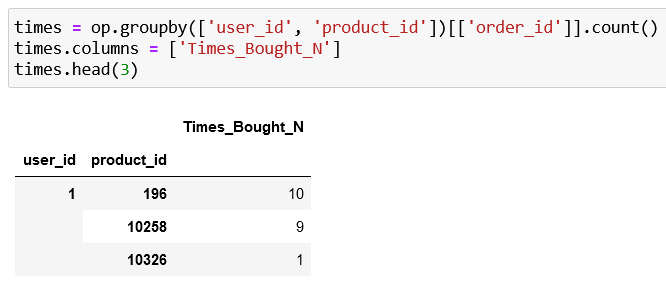 times = op.groupby(['user_id', 'product_id'])[['order_id']].count()
times.columns = ['Times_Bought_N']
times.head(3)
Times_Bought_N
user_id product_id
1 196 10
10258 9
10326 1